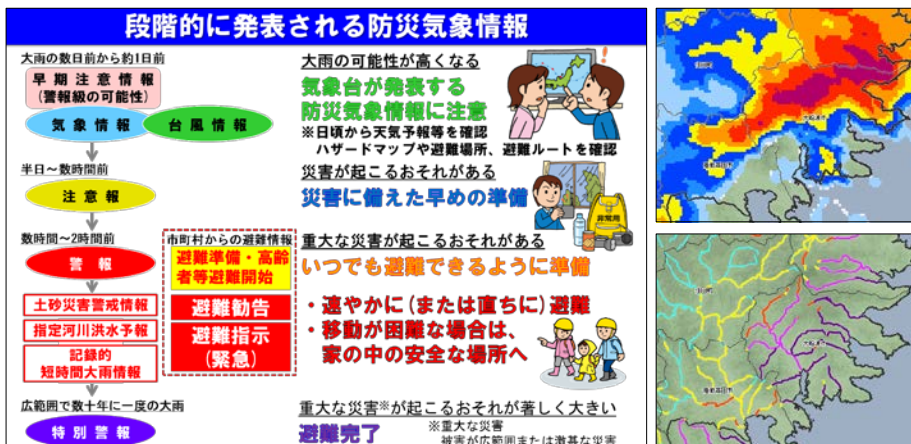 段階的に発表される防災気象情報
大雨の数日前から約1日前
早期注意情報
(警報級の可能性)
気象情報
台風情報
大雨の可能性が高くなる
気象台が発表する
防災気象情報に注意
※日頃から天気予報等を確認
ハザードマップや避難場所、避難ルートを確認
半日～数時間前
注意報
災害が起こるおそれがある
災害に備えた早めの準備
非常用
数時間～2時間前
警報
土砂災害警戒情報
指定河川洪水予報
記録的
短時間大雨情報
市町村からの避難情報
避難準備・高齢
者等避難開始
避難勧告
避難指示
(緊急)
重大な災害が起こるおそれがある
いつでも避難できるように準備
・速やかに(または直ちに)避難
・移動が困難な場合は、
家の中の安全な場所へ
広範囲で数十年に一度の大雨
特別警報
重大な災害※が起こるおそれが著しく大きい
避難完了
※重大な災害
被害が広範囲または激甚な災害